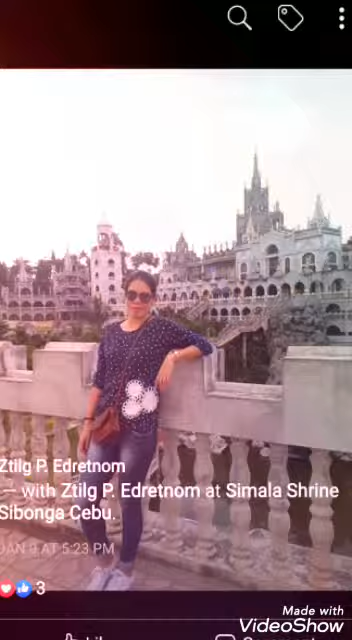 Ztilg P. Edretnom
— with Ztilg P. Edretnom at Simala Shrine
Sibonga Cebu.
JAN 9 AT 5:23 PM
3
Made with
VideoShow